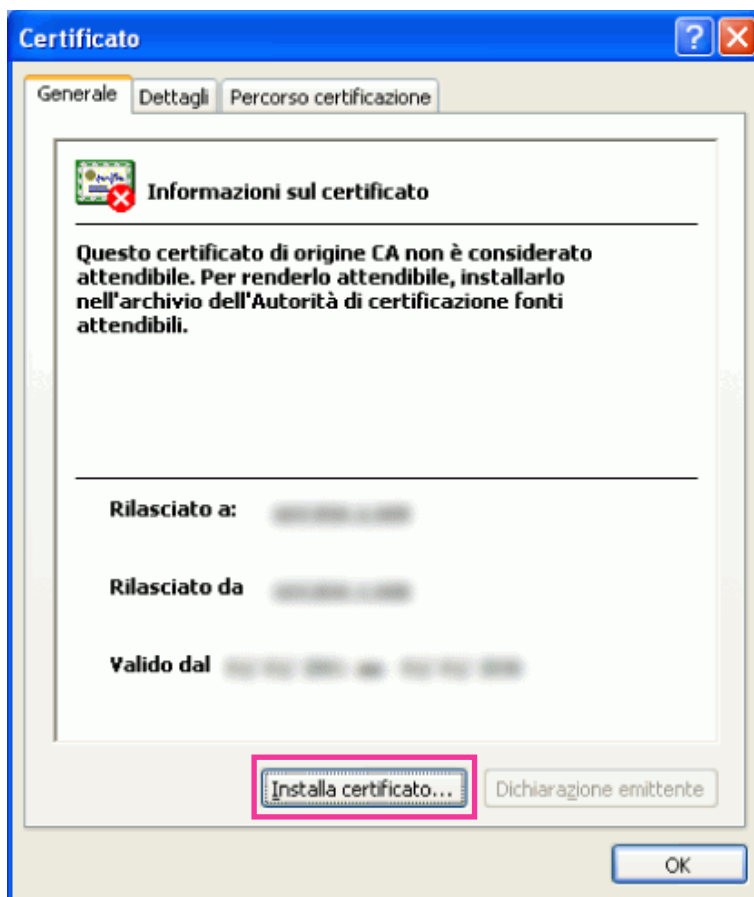 Certificato
Generale Dettagli Percorso certificazione
Informazioni sul certificato
Questo certificato di origine CA non è considerato
attendibile. Per renderlo attendibile, installarlo
nell'archivio dell'Autorità di certificazione fonti
attendibili.
Rilasciato a:
Rilasciato da
Valido dal
Installa certificato... Dichiarazione emittente
OK